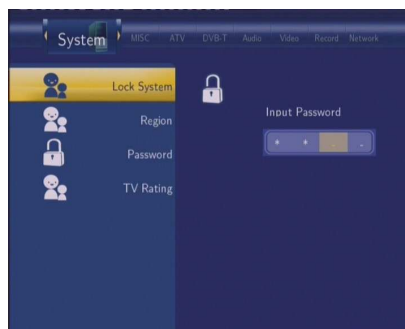 System MISC ATV DVB-T Audio Video Record Network
Lock System
Region
Input Password
* * . .
Password
TV Rating